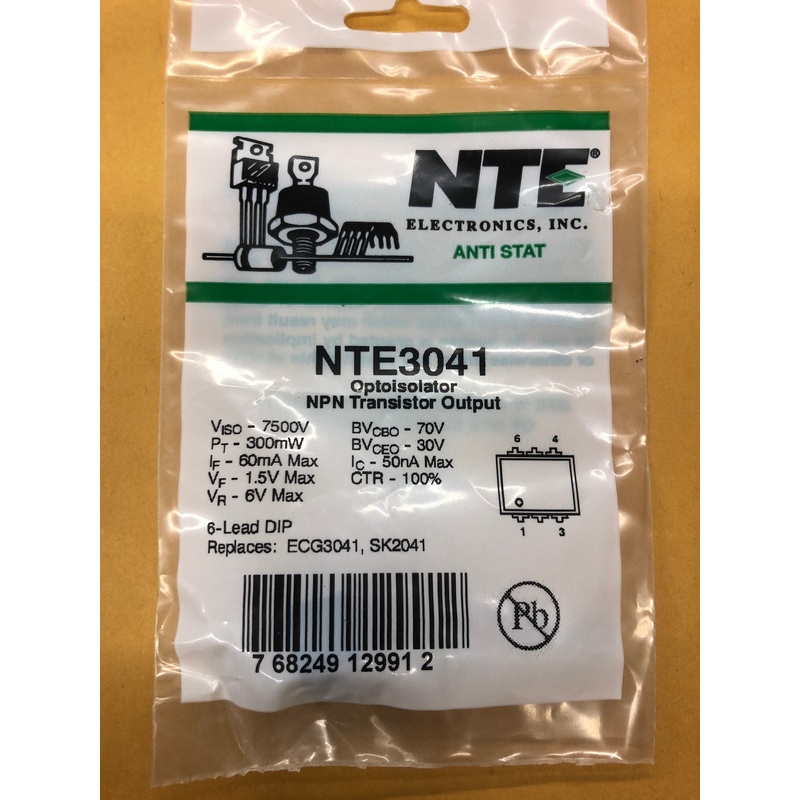 NTE®
ELECTRONICS, INC.
ANTI STAT
NTE3041
Optoisolator
NPN Transistor Output
VISO - 7500V BVCBO - 70V
PT - 300mW BVCEO - 30V
IF - 60mA Max IC - 50nA Max
VF - 1.5V Max CTR - 100%
VR - 6V Max
6 4
1 3
6-Lead DIP
Replaces: ECG3041, SK2041
Pb
7 68249 12991 2